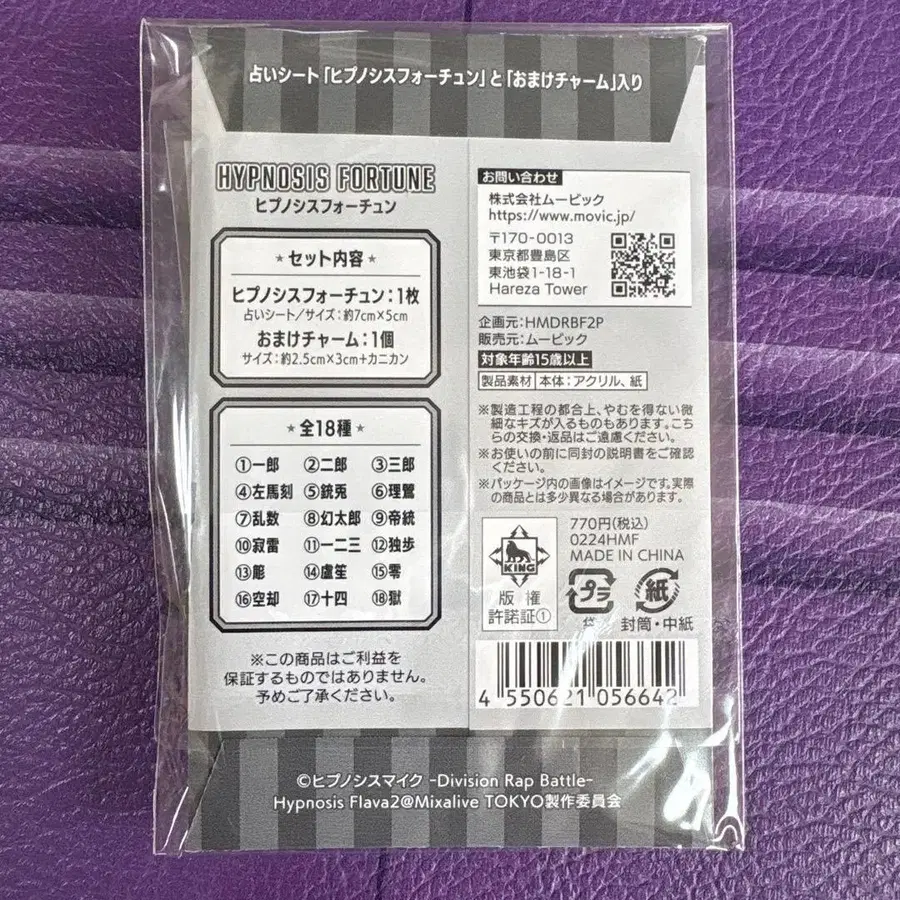 占いシート「ヒプノシスフォーチュン」と「おまけチャーム」入り
HYPNOSIS FORTUNE
ヒプノシスフォーチュン
★ セット内容 ★
ヒプノシスフォーチュン：1枚
占いシート／サイズ：約7cm×5cm
おまけチャーム：1個
サイズ：約2.5cm×3cm＋カニカン
★ 全18種 ★
①一郎 ②二郎 ③三郎
④左馬刻 ⑤銃兎 ⑥理鶯
⑦乱数 ⑧幻太郎 ⑨帝統
⑩寂雷 ⑪一二三 ⑫独歩
⑬簓 ⑭盧笙 ⑮零
⑯空却 ⑰十四 ⑱獄
※この商品はご利益を
保証するものではありません。
予めご了承ください。
お問い合わせ
株式会社ムービック
https://www.movic.jp/
〒170-0013
東京都豊島区
東池袋1-18-1
Hareza Tower
企画元：HMDRBF2P
販売元：ムービック
対象年齢15歳以上
製品素材 本体：アクリル、紙
※製造工程の都合上、やむを得ない微
細なキズが入るものもあります。こち
らの交換・返品はご遠慮ください。
※お使いの前に同封の説明書をご確認
ください。
※パッケージ内の画像はイメージです。実際
の商品とは多少異なる場合があります。
KING
版権
許諾証①
770円(税込)
0224HMF
MADE IN CHINA
プラ 紙
袋 封筒・中紙
4 550621 056642
©ヒプノシスマイク -Division Rap Battle-
Hypnosis Flava2@Mixalive TOKYO製作委員会